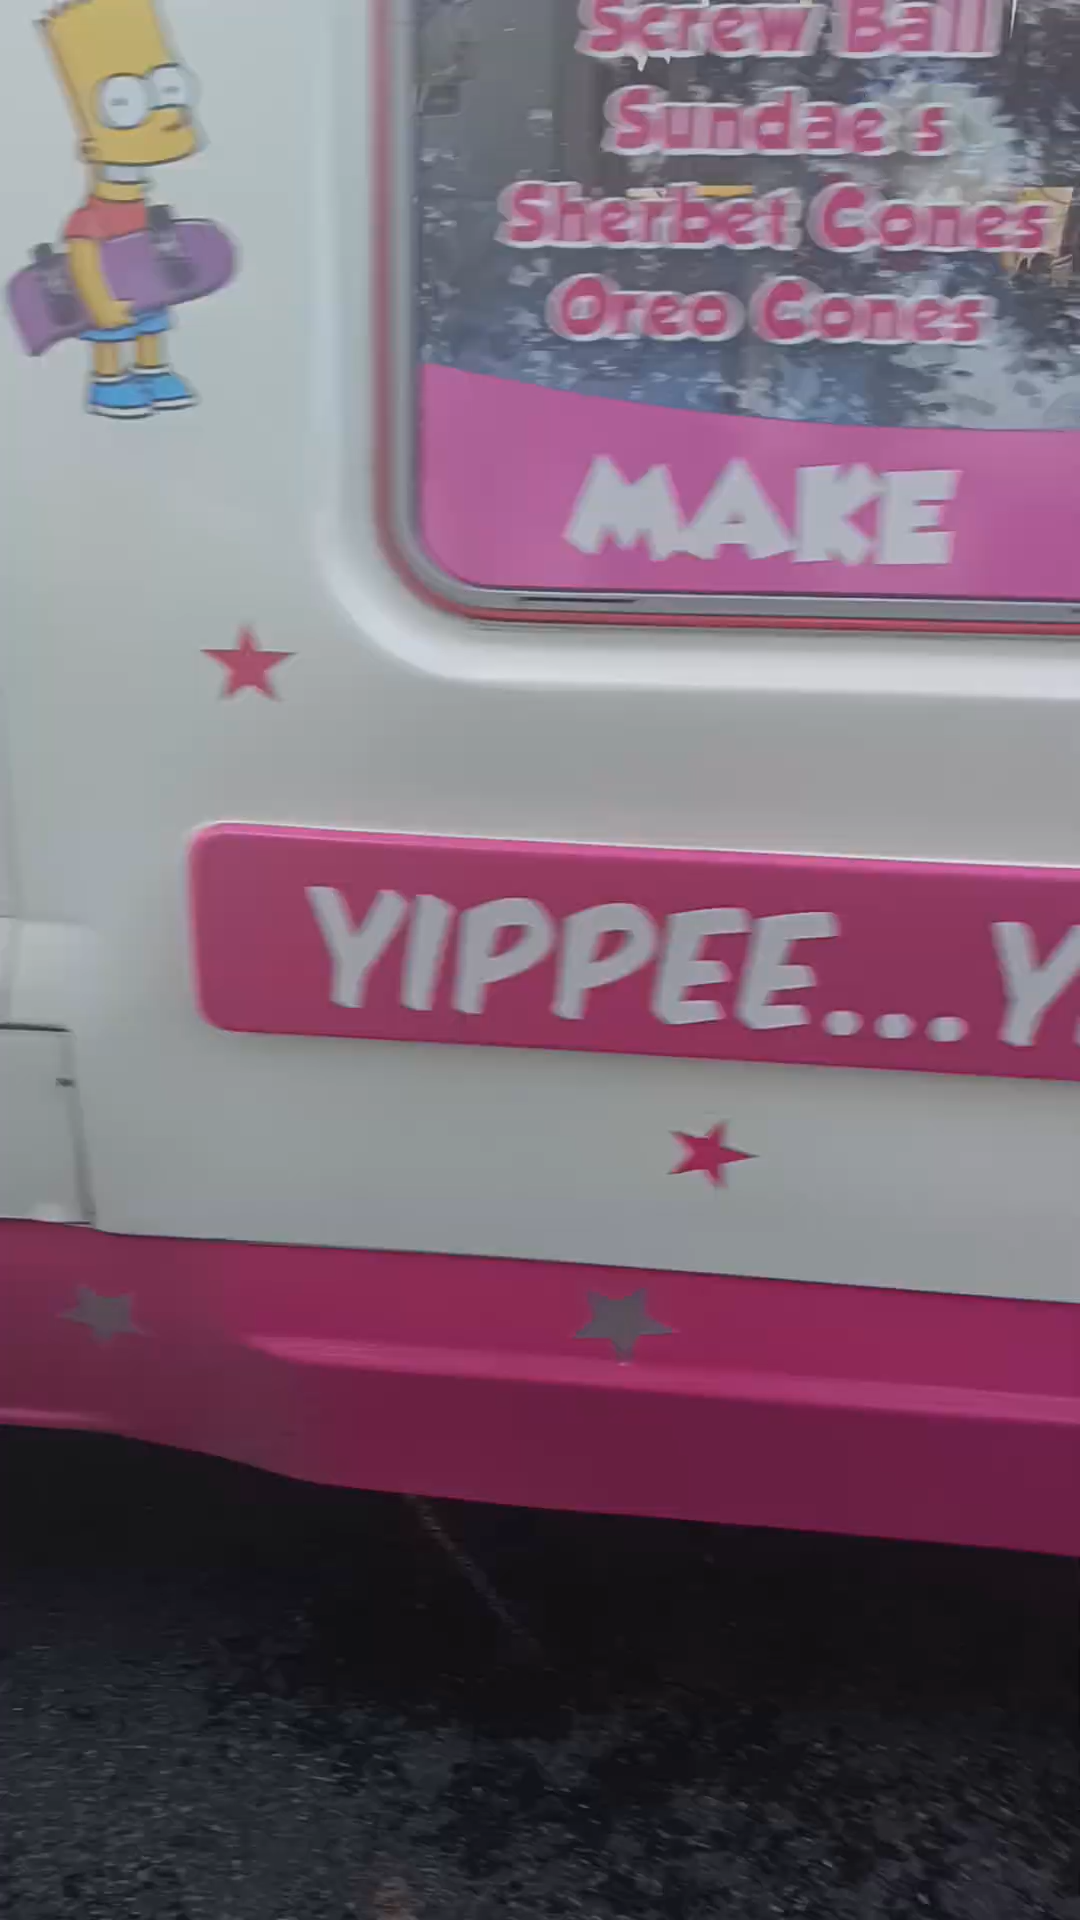 Screw Ball
Sundae's
Sherbet Cones
Oreo Cones
MAKE
YIPPEE...